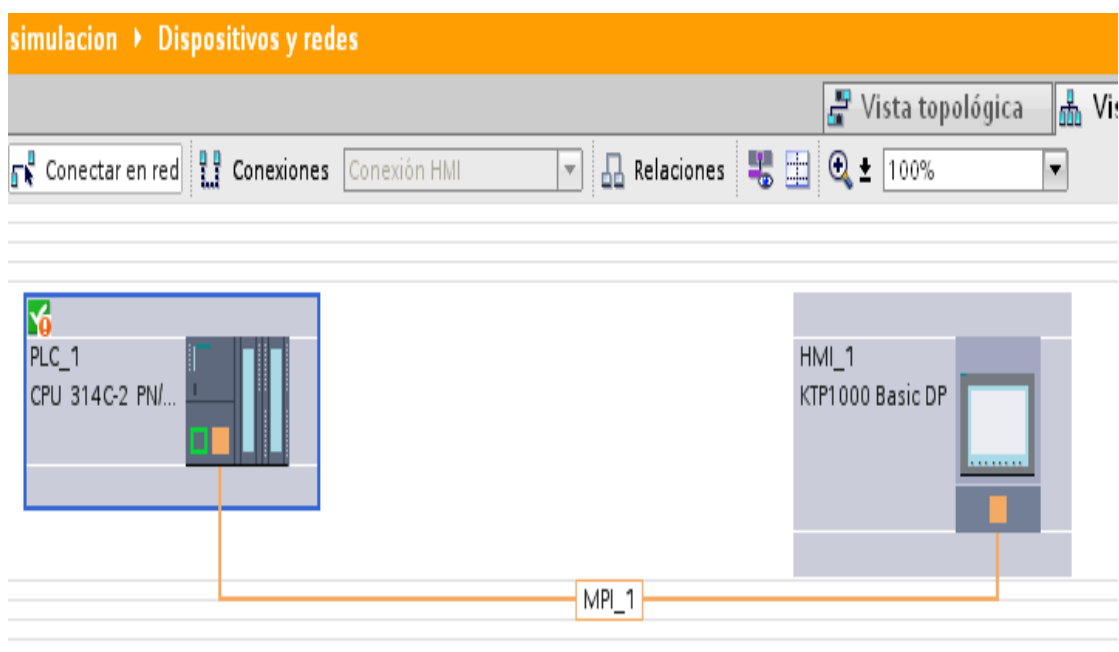 simulacion ▸ Dispositivos y redes
Vista topológica Vis
Conectar en red Conexiones Conexión HMI Relaciones 100%
PLC_1
CPU 314C-2 PN/...
HMI_1
KTP1000 Basic DP
MPI_1